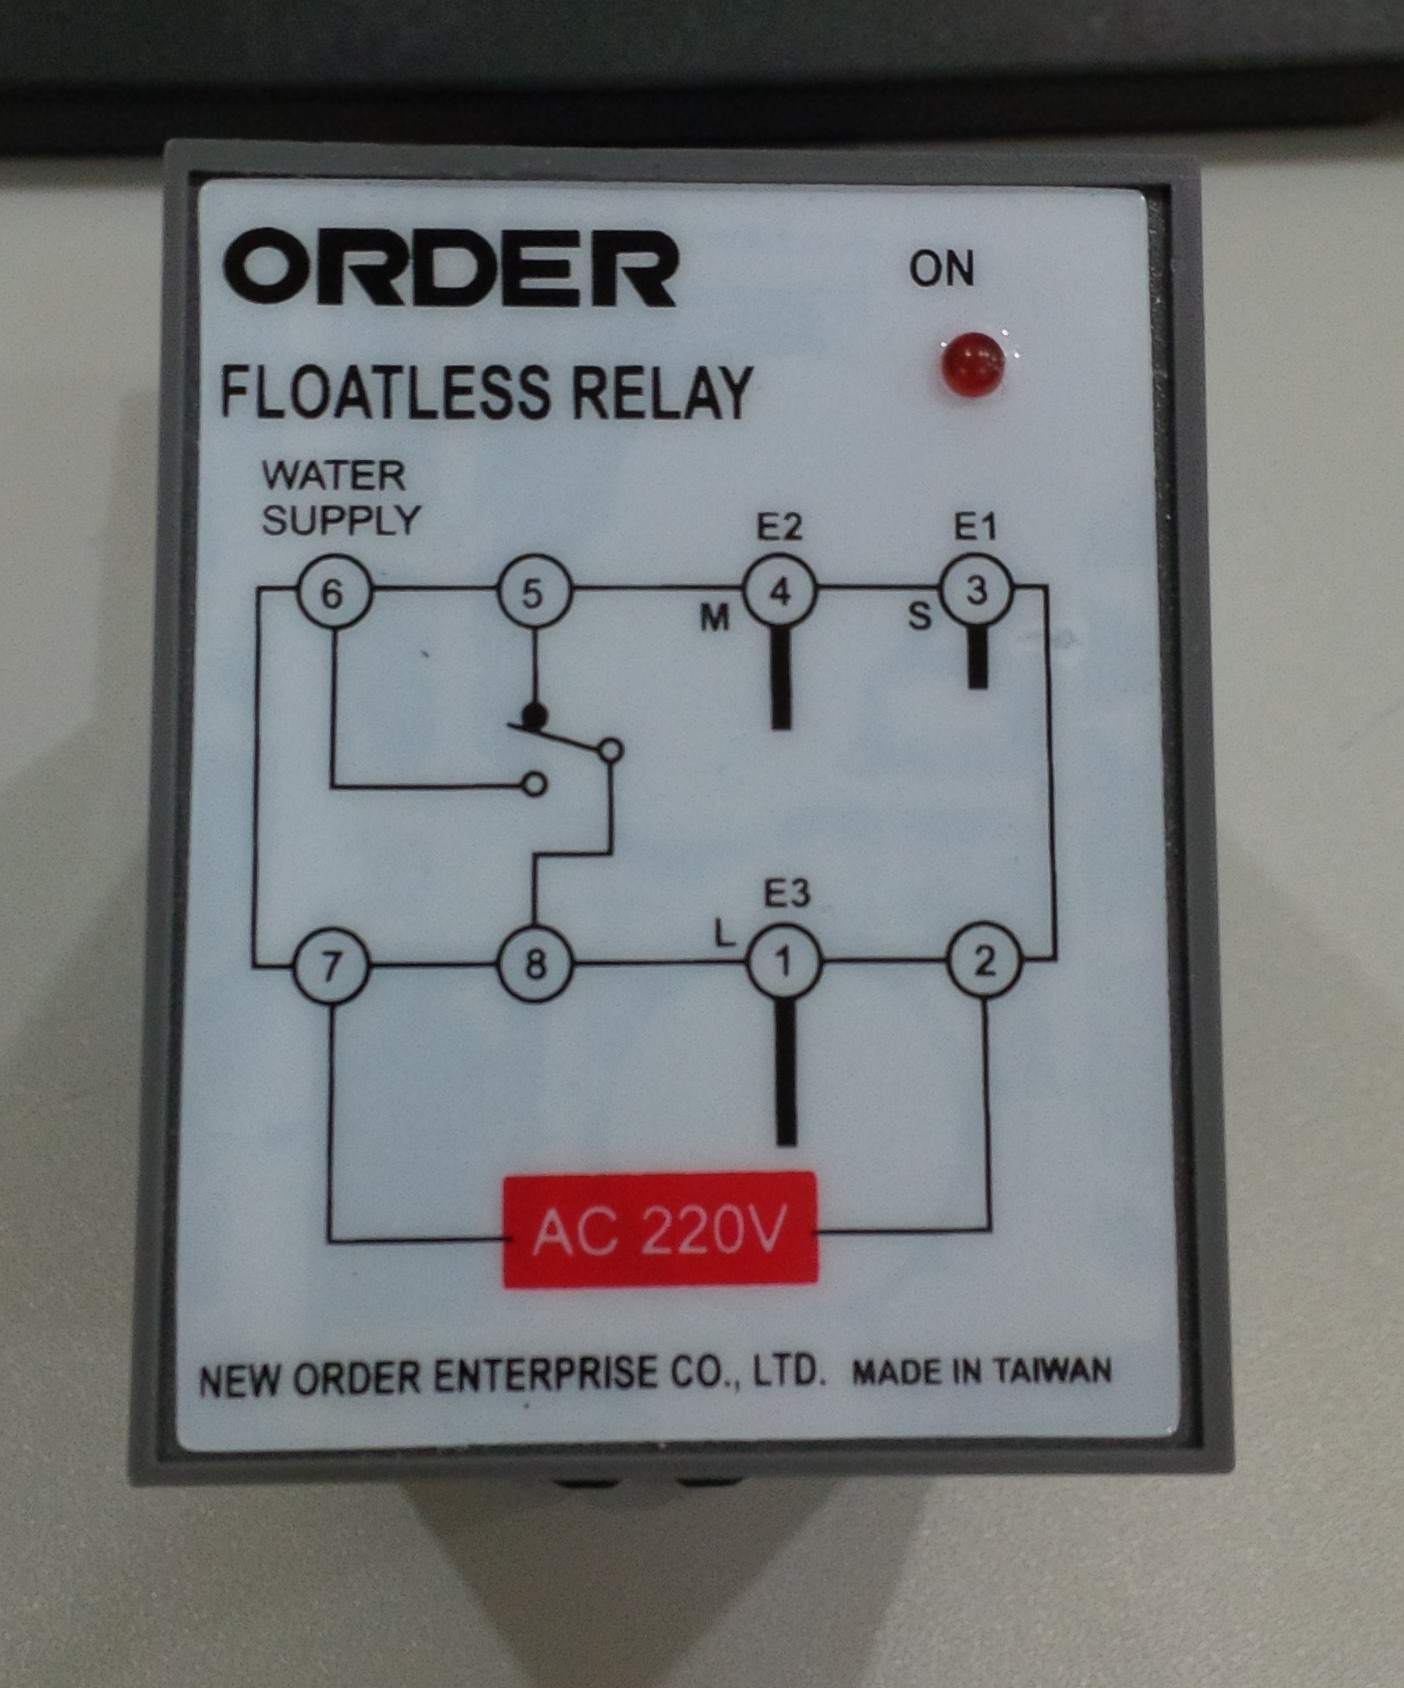 ORDER
ON
FLOATLESS RELAY
WATER
SUPPLY
E2
E1
6
5
M
4
S
3
E3
L
7
8
1
2
AC 220V
NEW ORDER ENTERPRISE CO., LTD. MADE IN TAIWAN